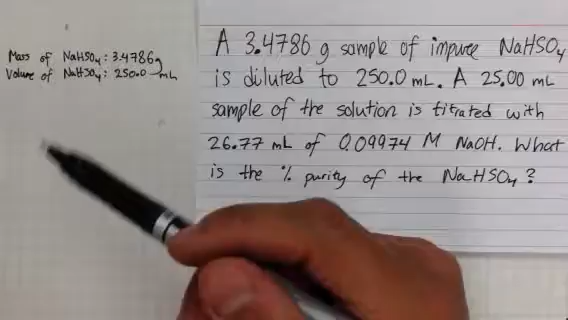 Mass of NaHSO4: 3.4786g
Volume of NaHSO4: 250.0 mL
A 3.4786 g sample of impure NaHSO4
is diluted to 250.0 mL. A 25.00 mL
sample of the solution is titrated with
26.77 mL of 0.09974 M NaOH. What
is the % purity of the NaHSO4?